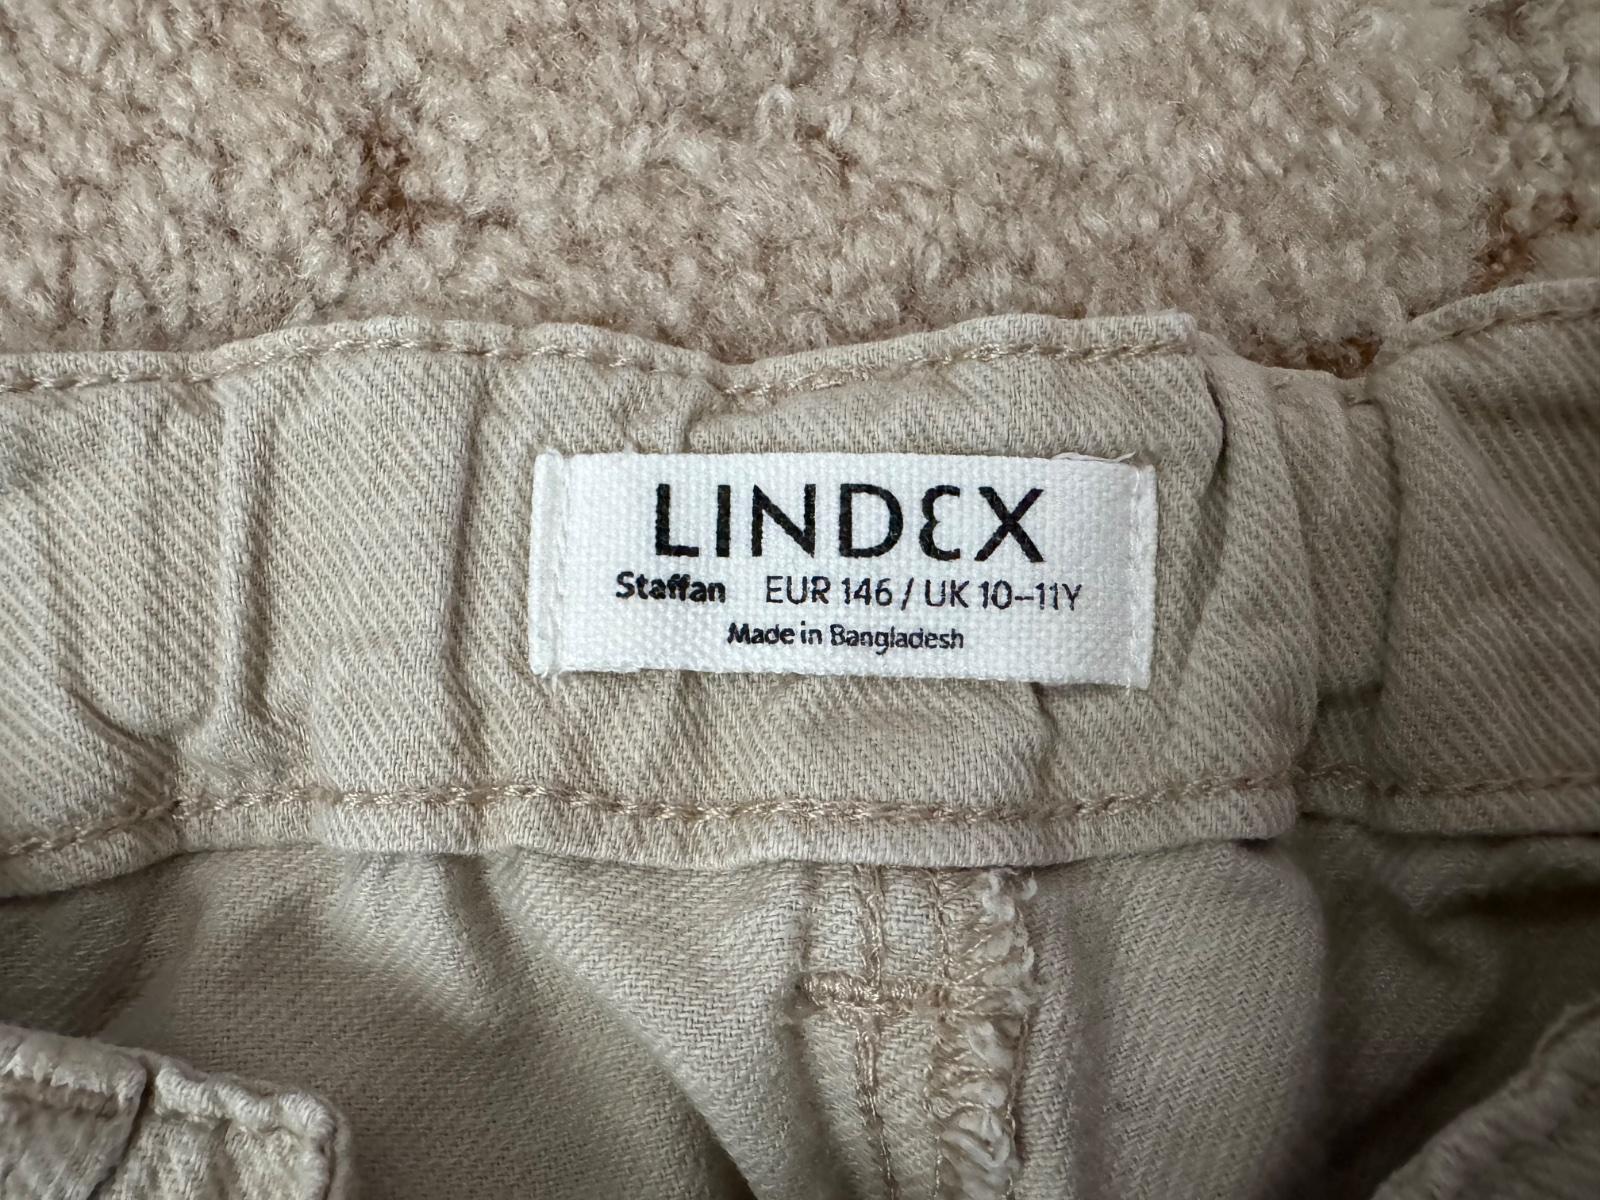 LINDEX
Staffan EUR 146 / UK 10–11Y
Made in Bangladesh